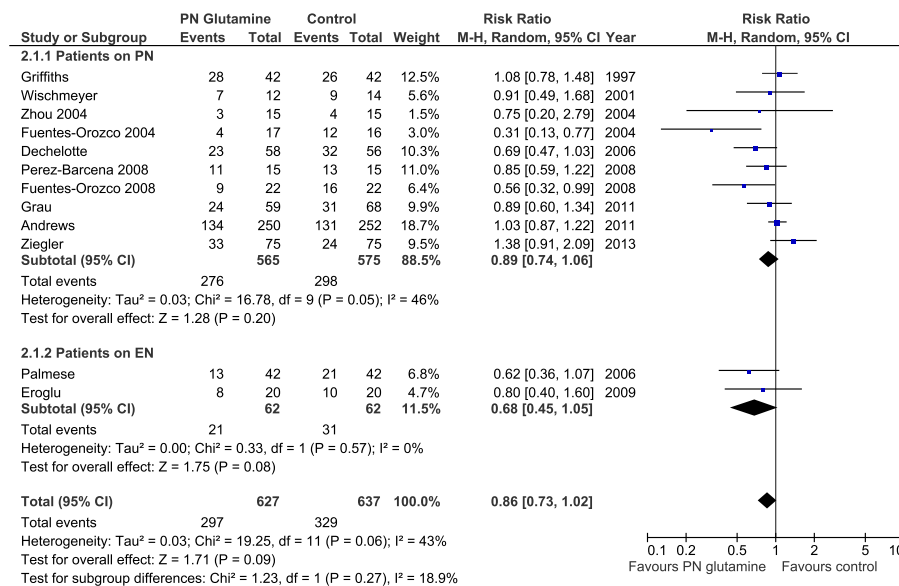 PN Glutamine Control Risk Ratio Risk Ratio
Study or Subgroup Events Total Events Total Weight M-H, Random, 95% CI Year M-H, Random, 95% CI
2.1.1 Patients on PN
Griffiths 28 42 26 42 12.5% 1.08 [0.78, 1.48] 1997
Wischmeyer 7 12 9 14 5.6% 0.91 [0.49, 1.68] 2001
Zhou 2004 3 15 4 15 1.5% 0.75 [0.20, 2.79] 2004
Fuentes-Orozco 2004 4 17 12 16 3.0% 0.31 [0.13, 0.77] 2004
Dechelotte 23 58 32 56 10.3% 0.69 [0.47, 1.03] 2006
Perez-Barcena 2008 11 15 13 15 11.0% 0.85 [0.59, 1.22] 2008
Fuentes-Orozco 2008 9 22 16 22 6.4% 0.56 [0.32, 0.99] 2008
Grau 24 59 31 68 9.9% 0.89 [0.60, 1.34] 2011
Andrews 134 250 131 252 18.7% 1.03 [0.87, 1.22] 2011
Ziegler 33 75 24 75 9.5% 1.38 [0.91, 2.09] 2013
Subtotal (95% CI) 565 575 88.5% 0.89 [0.74, 1.06]
Total events 276 298
Heterogeneity: Tau² = 0.03; Chi² = 16.78, df = 9 (P = 0.05); I² = 46%
Test for overall effect: Z = 1.28 (P = 0.20)
2.1.2 Patients on EN
Palmese 13 42 21 42 6.8% 0.62 [0.36, 1.07] 2006
Eroglu 8 20 10 20 4.7% 0.80 [0.40, 1.60] 2009
Subtotal (95% CI) 62 62 11.5% 0.68 [0.45, 1.05]
Total events 21 31
Heterogeneity: Tau² = 0.00; Chi² = 0.33, df = 1 (P = 0.57); I² = 0%
Test for overall effect: Z = 1.75 (P = 0.08)
Total (95% CI) 627 637 100.0% 0.86 [0.73, 1.02]
Total events 297 329
Heterogeneity: Tau² = 0.03; Chi² = 19.25, df = 11 (P = 0.06); I² = 43%
Test for overall effect: Z = 1.71 (P = 0.09)
Test for subgroup differences: Chi² = 1.23, df = 1 (P = 0.27), I² = 18.9%
0.1 0.2 0.5 1 2 5 10
Favours PN glutamine Favours control